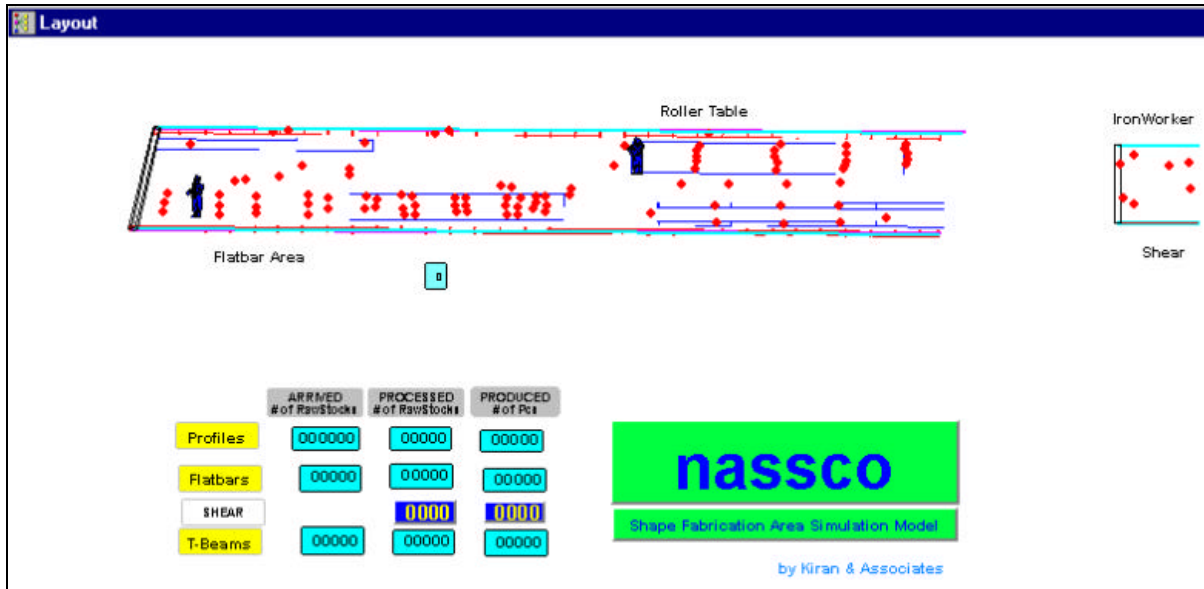 Layout
Roller Table
IronWorker
Flatbar Area
Shear
0
ARRIVED PROCESSED PRODUCED
# of RawStocks # of RawStocks # of Pcs
Profiles 000000 00000 00000
Flatbars 00000 00000 00000
SHEAR 0000 0000
T-Beams 00000 00000 00000
nassco
Shape Fabrication Area Simulation Model
by Kiran & Associates